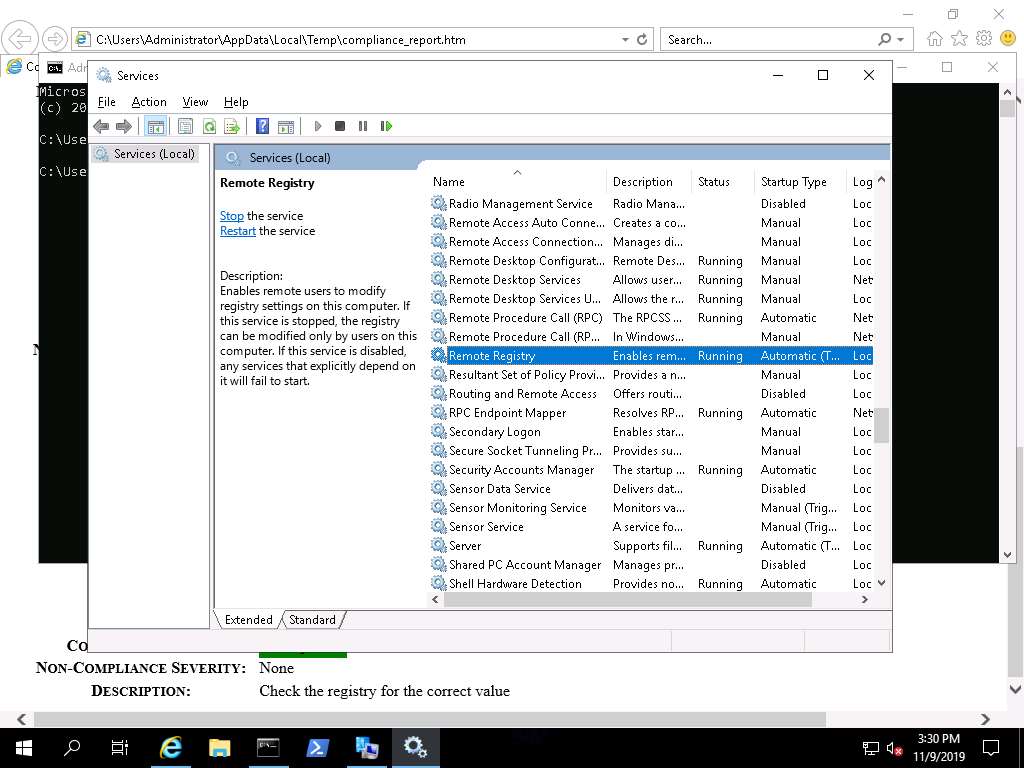 C:\Users\Administrator\AppData\Local\Temp\compliance_report.htm
Search...
Co
Adr
Services
Micros
(c) 20
File Action View Help
C:\Use
C:\Use
Services (Local)
Services (Local)
Remote Registry
Stop the service
Restart the service
Description:
Enables remote users to modify
registry settings on this computer. If
this service is stopped, the registry
can be modified only by users on this
computer. If this service is disabled,
any services that explicitly depend on
it will fail to start.
Name Description Status Startup Type Log
Radio Management Service Radio Mana... Disabled Loc
Remote Access Auto Conne... Creates a co... Manual Loc
Remote Access Connection... Manages di... Manual Loc
Remote Desktop Configurat... Remote Des... Running Manual Loc
Remote Desktop Services Allows user... Running Manual Net
Remote Desktop Services U... Allows the r... Running Manual Loc
Remote Procedure Call (RPC) The RPCSS ... Running Automatic Net
Remote Procedure Call (RP... In Windows... Manual Net
Remote Registry Enables rem... Running Automatic (T... Loc
Resultant Set of Policy Provi... Provides a n... Manual Loc
Routing and Remote Access Offers routi... Disabled Loc
RPC Endpoint Mapper Resolves RP... Running Automatic Net
Secondary Logon Enables star... Manual Loc
Secure Socket Tunneling Pr... Provides su... Manual Loc
Security Accounts Manager The startup ... Running Automatic Loc
Sensor Data Service Delivers dat... Disabled Loc
Sensor Monitoring Service Monitors va... Manual (Trig... Loc
Sensor Service A service fo... Manual (Trig... Loc
Server Supports fil... Running Automatic (T... Loc
Shared PC Account Manager Manages pr... Disabled Loc
Shell Hardware Detection Provides no... Running Automatic Loc
Extended Standard
Co
NON-COMPLIANCE SEVERITY: None
DESCRIPTION: Check the registry for the correct value
3:30 PM
11/9/2019